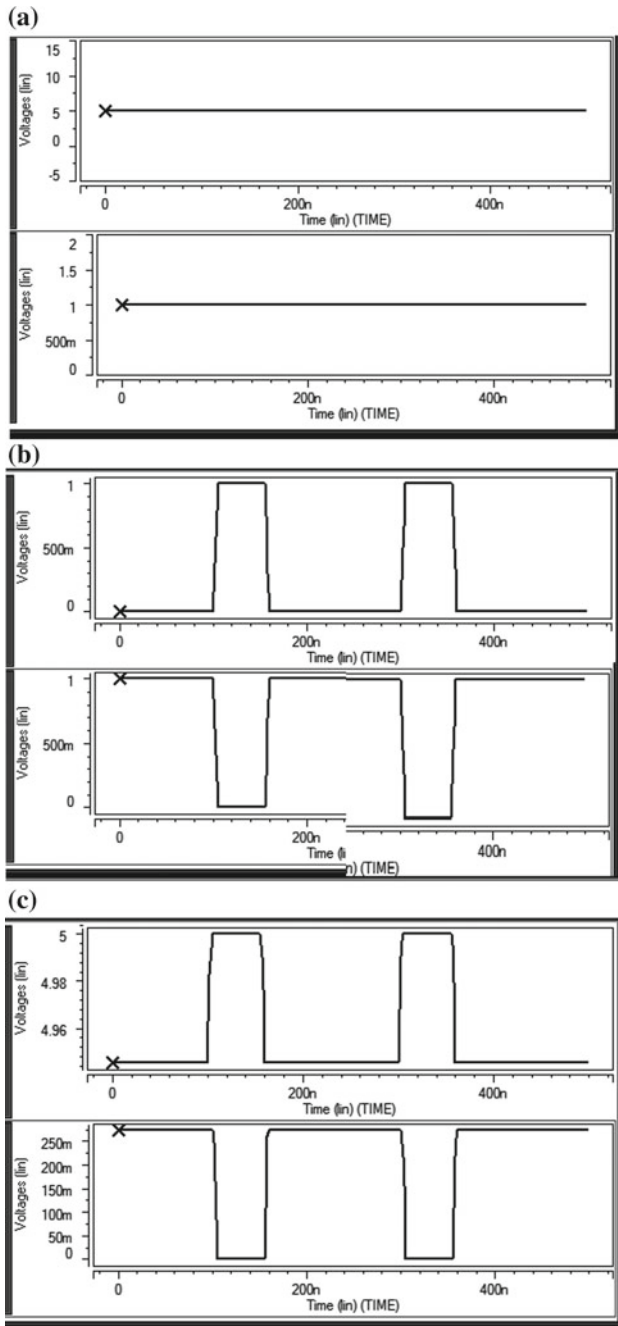 (a)
Voltages (lin)
15
10
5
0
-5
0 200n 400n
Time (lin) (TIME)
Voltages (lin)
2
1.5
1
500m
0
0 200n 400n
Time (lin) (TIME)
(b)
Voltages (lin)
1
500m
0
0 200n 400n
Time (lin) (TIME)
Voltages (lin)
1
500m
0
0 200n 400n
Time (li
n) (TIME)
(c)
Voltages (lin)
5
4.98
4.96
0 200n 400n
Time (lin) (TIME)
Voltages (lin)
250m
200m
150m
100m
50m
0
0 200n 400n
Time (lin) (TIME)